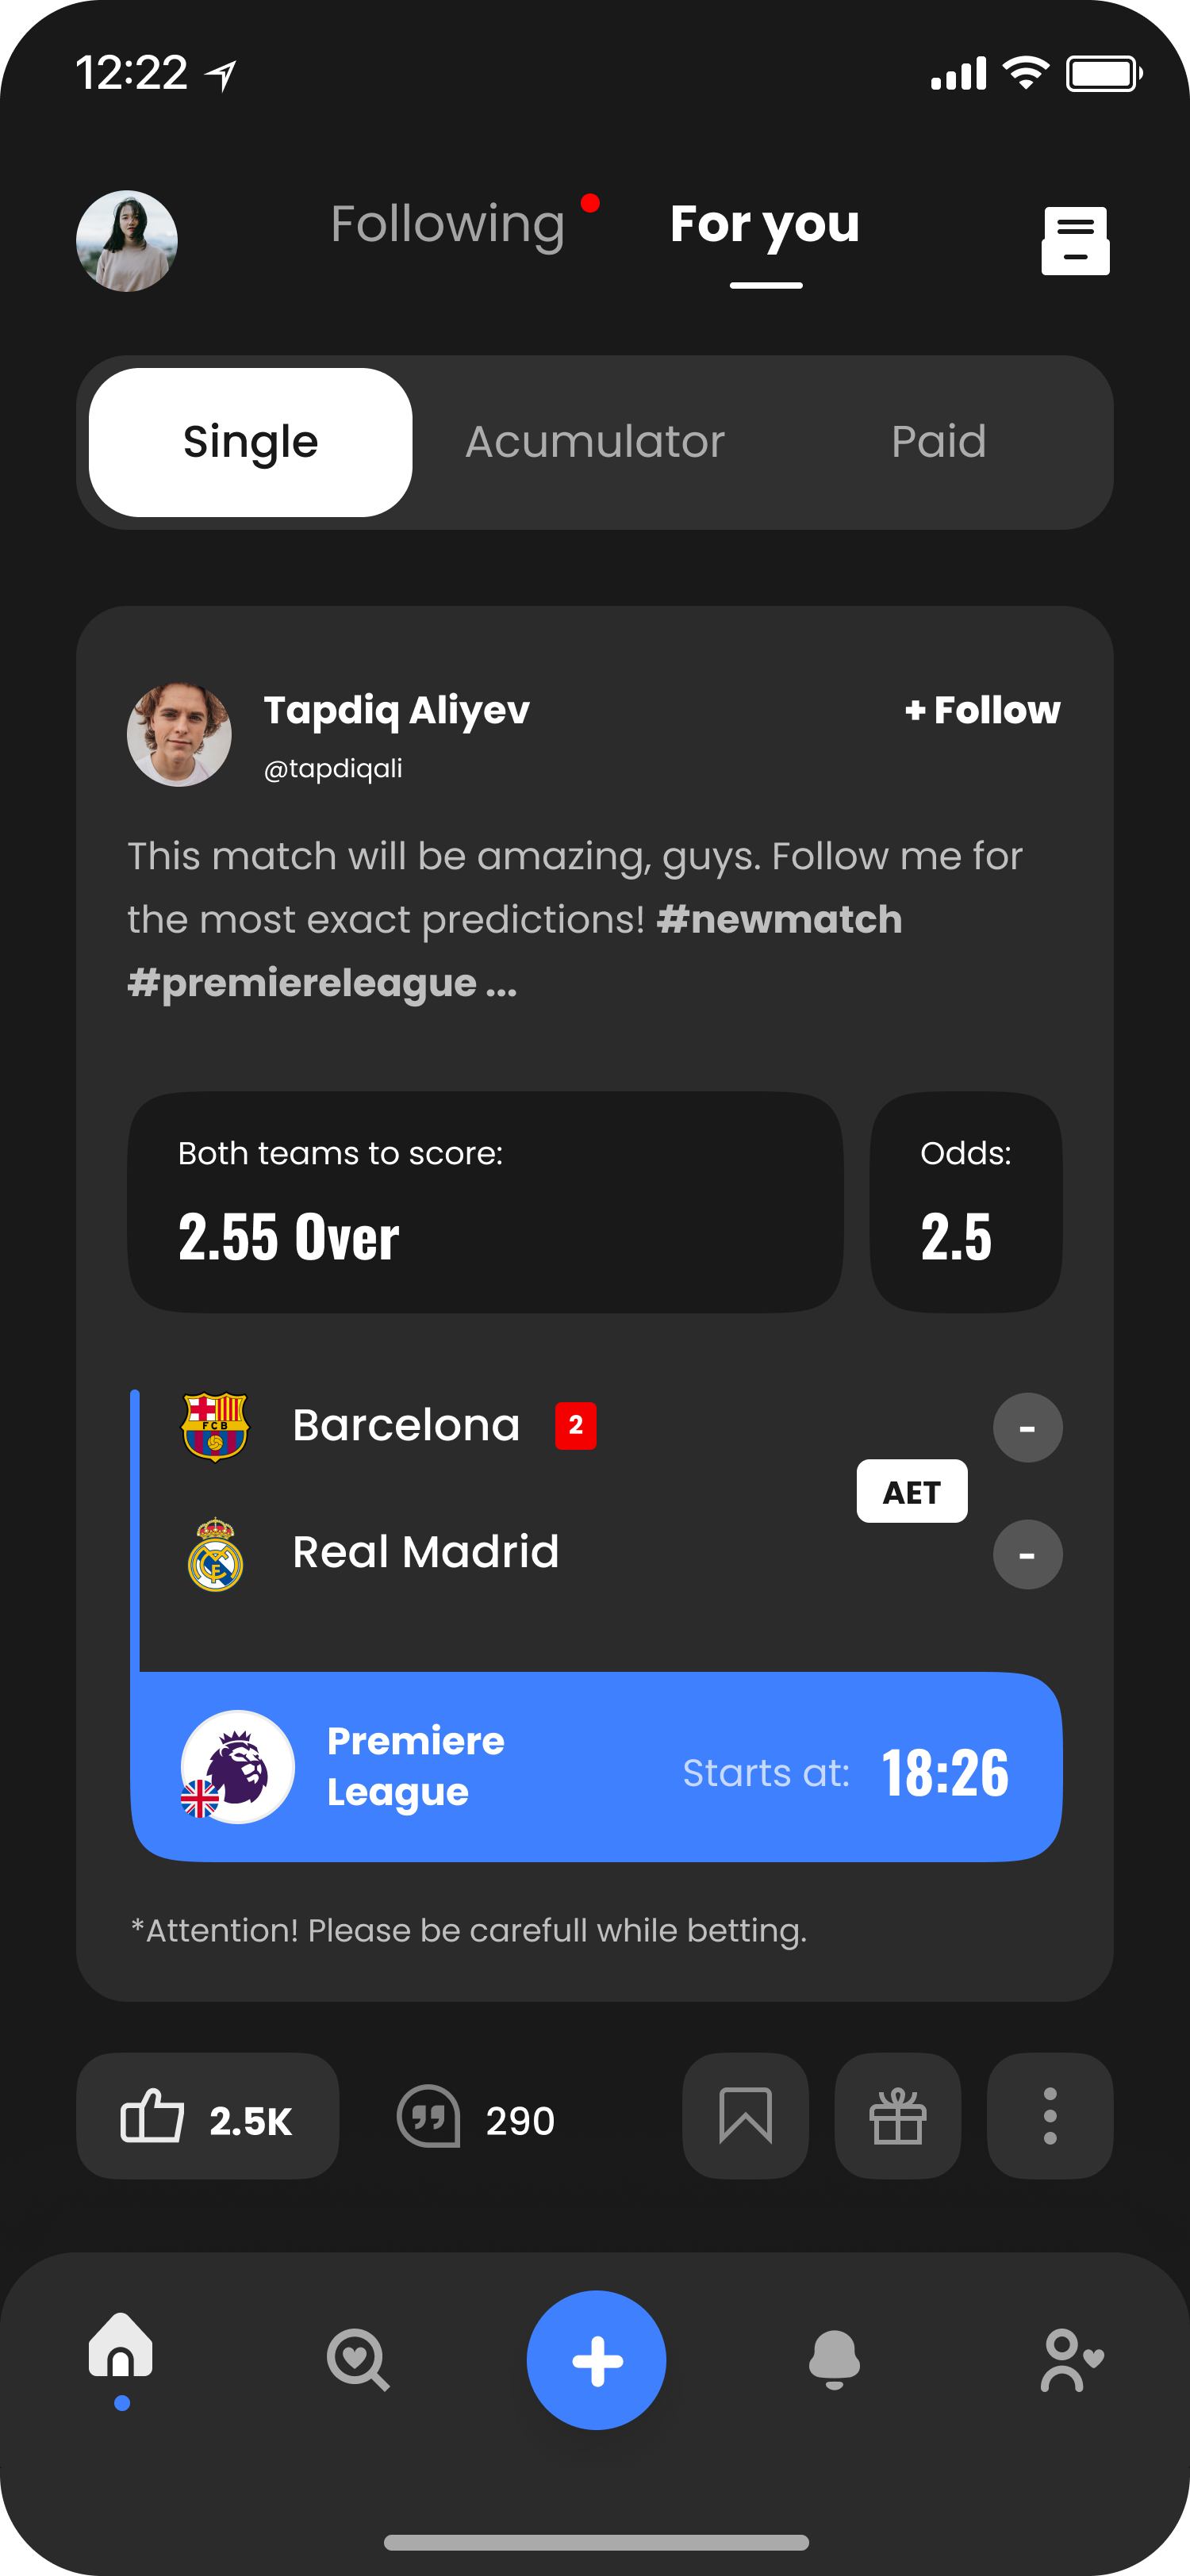 12:22
Following
For you
Single
Acumulator
Paid
Tapdiq Aliyev
+ Follow
@tapdiqali
This match will be amazing, guys. Follow me for
the most exact predictions! #newmatch
#premiereleague ...
Both teams to score:
2.55 Over
Odds:
2.5
FCB
Barcelona
2
-
AET
Real Madrid
-
Premiere
League
Starts at:
18:26
*Attention! Please be carefull while betting.
2.5K
290